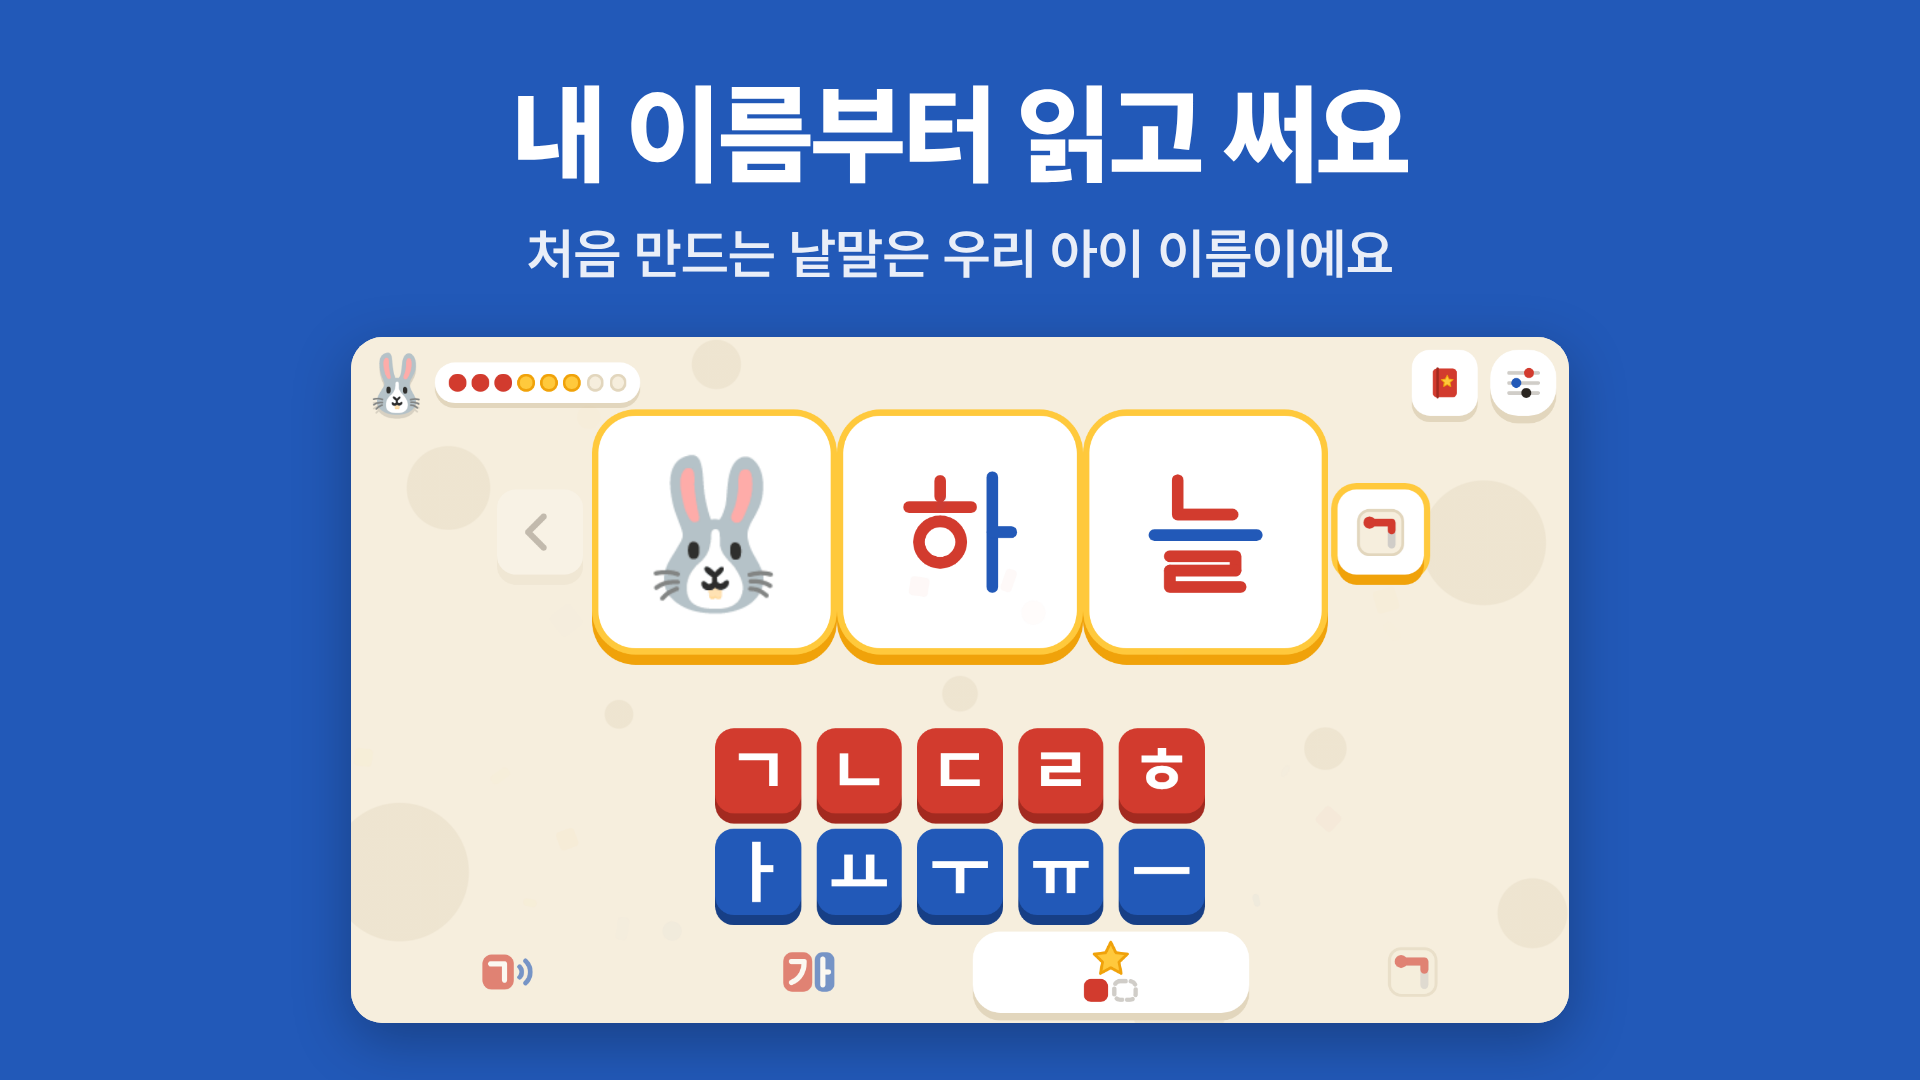 내 이름부터 읽고 써요
처음 만드는 낱말은 우리 아이 이름이에요
하 늘
ㄱ ㄴ ㄷ ㄹ ㅎ
ㅏ ㅛ ㅜ ㅠ ㅡ
ㄱ 가 ㄱ